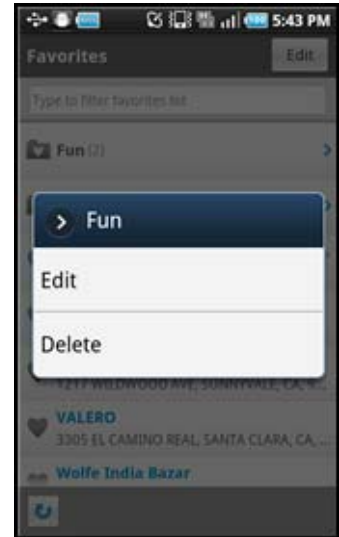 5:43 PM
Favorites
Edit
Type to filter favorites list
Fun (2)
Fun
Edit
Delete
1217 WILDWOOD AVE, SUNNYVALE, CA, 9...
VALERO
3305 EL CAMINO REAL, SANTA CLARA, CA, ...
Wolfe India Bazar